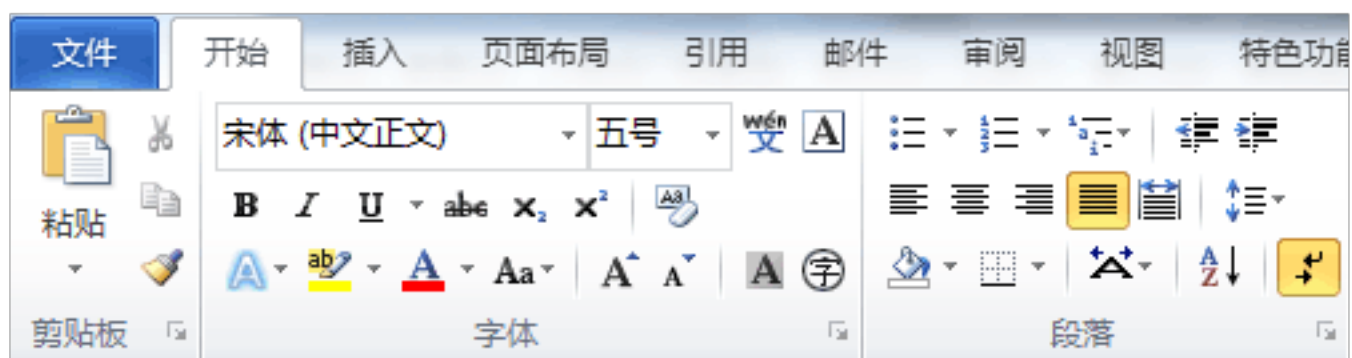 文件 开始 插入 页面布局 引用 邮件 审阅 视图 特色功能
宋体 (中文正文) 五号 wén 文 A
粘贴 B I U abc x₂ x² Aa
A ab A Aa A A A 字 A Z
剪贴板 字体 段落